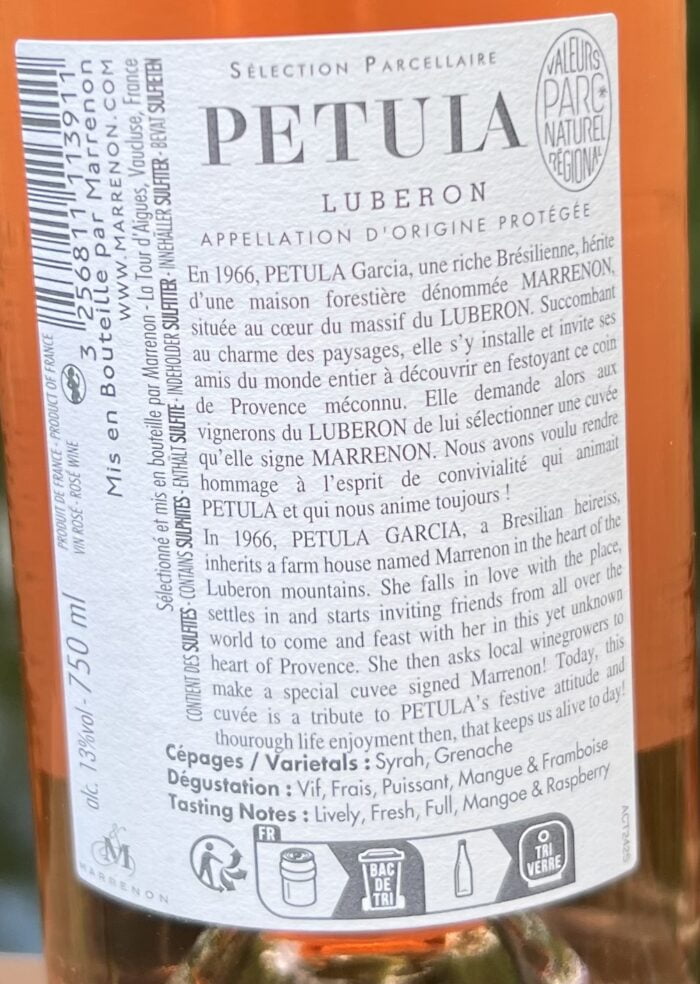 SÉLECTION PARCELLAIRE
PETULA
LUBERON
APPELLATION D'ORIGINE PROTÉGÉE
VALEURS
PARC
NATUREL
RÉGIONAL
En 1966, PETULA Garcia, une riche Brésilienne, hérite
d'une maison forestière dénommée MARRENON,
située au cœur du massif du LUBERON. Succombant
au charme des paysages, elle s'y installe et invite ses
amis du monde entier à découvrir en festoyant ce coin
de Provence méconnu. Elle demande alors aux
vignerons du LUBERON de lui sélectionner une cuvée
qu'elle signe MARRENON. Nous avons voulu rendre
hommage à l'esprit de convivialité qui animait
PETULA et qui nous anime toujours !
In 1966, PETULA GARCIA, a Bresilian heireiss,
inherits a farm house named Marrenon in the heart of the
Luberon mountains. She falls in love with the place,
settles in and starts inviting friends from all over the
world to come and feast with her in this yet unknown
heart of Provence. She then asks local winegrowers to
make a special cuvee signed Marrenon! Today, this
cuvée is a tribute to PETULA's festive attitude and
thourough life enjoyment then, that keeps us alive to day!
Cépages / Varietals : Syrah, Grenache
Dégustation : Vif, Frais, Puissant, Mangue & Framboise
Tasting Notes : Lively, Fresh, Full, Mangoe & Raspberry
FR
BAC
DE
TRI
TRI
VERRE
ACT2425
3 256811 113911
Mis en Bouteille par Marrenon
WWW.MARRENON.COM
Sélectionné et mis en bouteille par Marrenon - La Tour d'Aigues, Vaucluse, France
CONTIENT DES SULFITES - CONTAINS SULPHITES - ENTHÄLT SULFITE - INDEHOLDER SULFITTER - INNEHÅLLER SULFITER - BEVAT SULFIETEN
PRODUIT DE FRANCE - PRODUCT OF FRANCE
VIN ROSÉ - ROSÉ WINE
alc. 13%vol - 750 ml
&
M
MARRENON